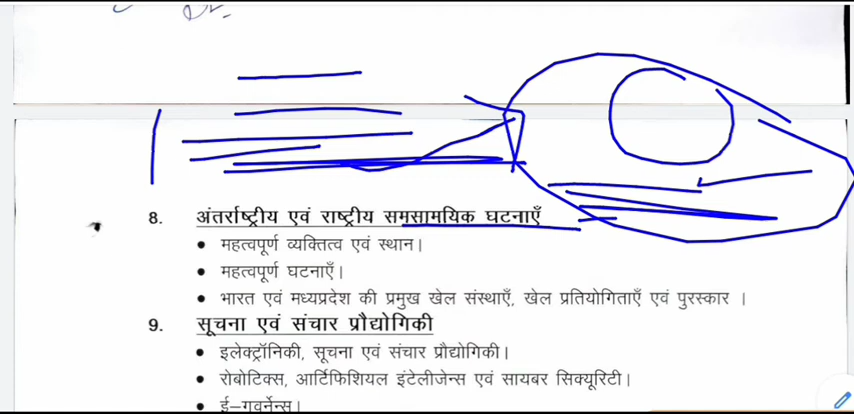 8. अंतर्राष्ट्रीय एवं राष्ट्रीय समसामयिक घटनाएँ
• महत्वपूर्ण व्यक्तित्व एवं स्थान।
• महत्वपूर्ण घटनाएँ।
• भारत एवं मध्यप्रदेश की प्रमुख खेल संस्थाएँ, खेल प्रतियोगिताएँ एवं पुरस्कार ।
9. सूचना एवं संचार प्रौद्योगिकी
• इलेक्ट्रॉनिकी, सूचना एवं संचार प्रौद्योगिकी।
• रोबोटिक्स, आर्टिफिशियल इंटेलीजेन्स एवं सायबर सिक्यूरिटी।
• ई-गवर्नेन्स।